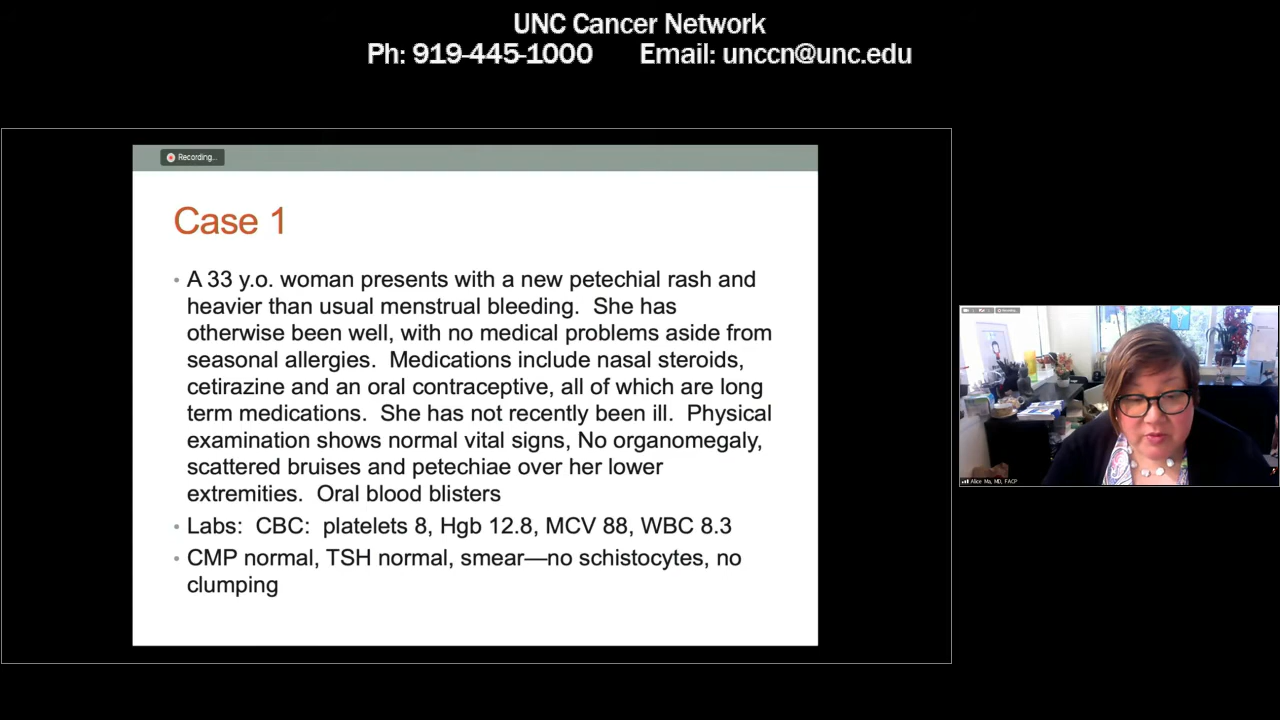 UNC Cancer Network
Ph: 919-445-1000 Email: unccn@unc.edu
Recording...
Case 1
• A 33 y.o. woman presents with a new petechial rash and
heavier than usual menstrual bleeding. She has
otherwise been well, with no medical problems aside from
seasonal allergies. Medications include nasal steroids,
cetirizine and an oral contraceptive, all of which are long
term medications. She has not recently been ill. Physical
examination shows normal vital signs, No organomegaly,
scattered bruises and petechiae over her lower
extremities. Oral blood blisters
• Labs: CBC: platelets 8, Hgb 12.8, MCV 88, WBC 8.3
• CMP normal, TSH normal, smear—no schistocytes, no
clumping
Alice Ma, MD, FACP